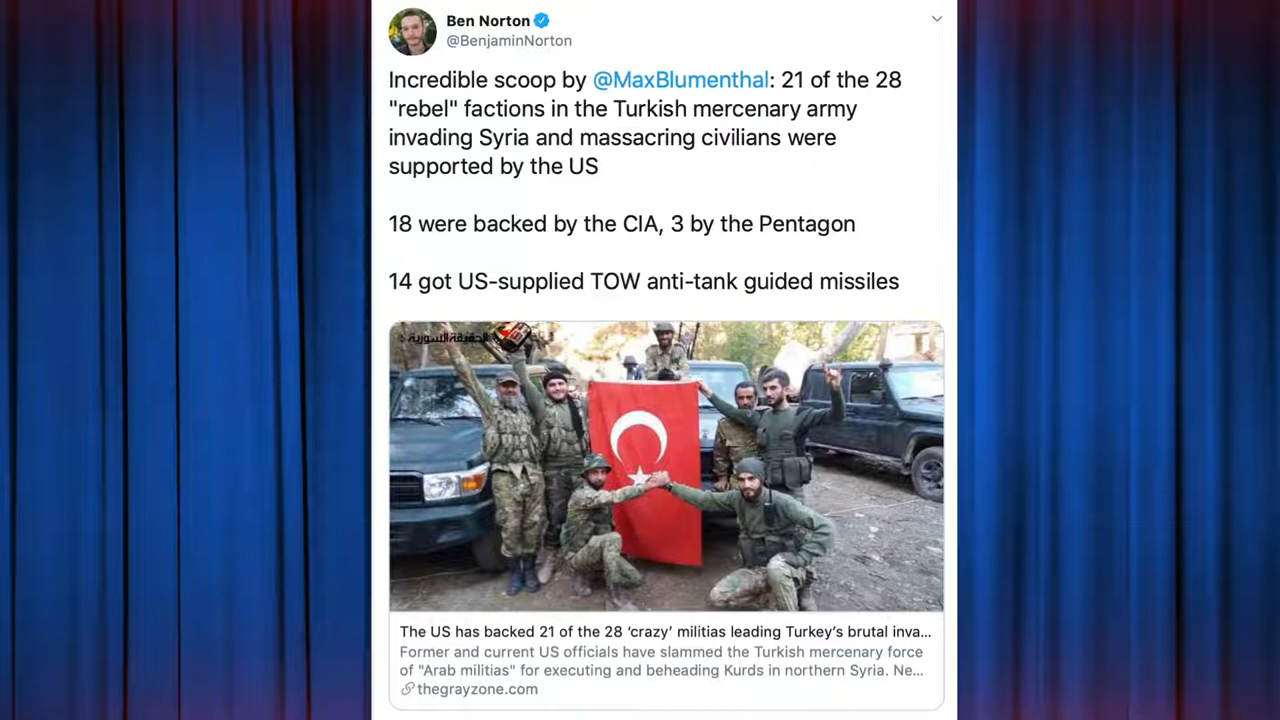 Ben Norton
@BenjaminNorton
Incredible scoop by @MaxBlumenthal: 21 of the 28
"rebel" factions in the Turkish mercenary army
invading Syria and massacring civilians were
supported by the US
18 were backed by the CIA, 3 by the Pentagon
14 got US-supplied TOW anti-tank guided missiles
الحقيقة السورية
The US has backed 21 of the 28 ‘crazy’ militias leading Turkey’s brutal inva...
Former and current US officials have slammed the Turkish mercenary force
of "Arab militias" for executing and beheading Kurds in northern Syria. Ne...
thegrayzone.com